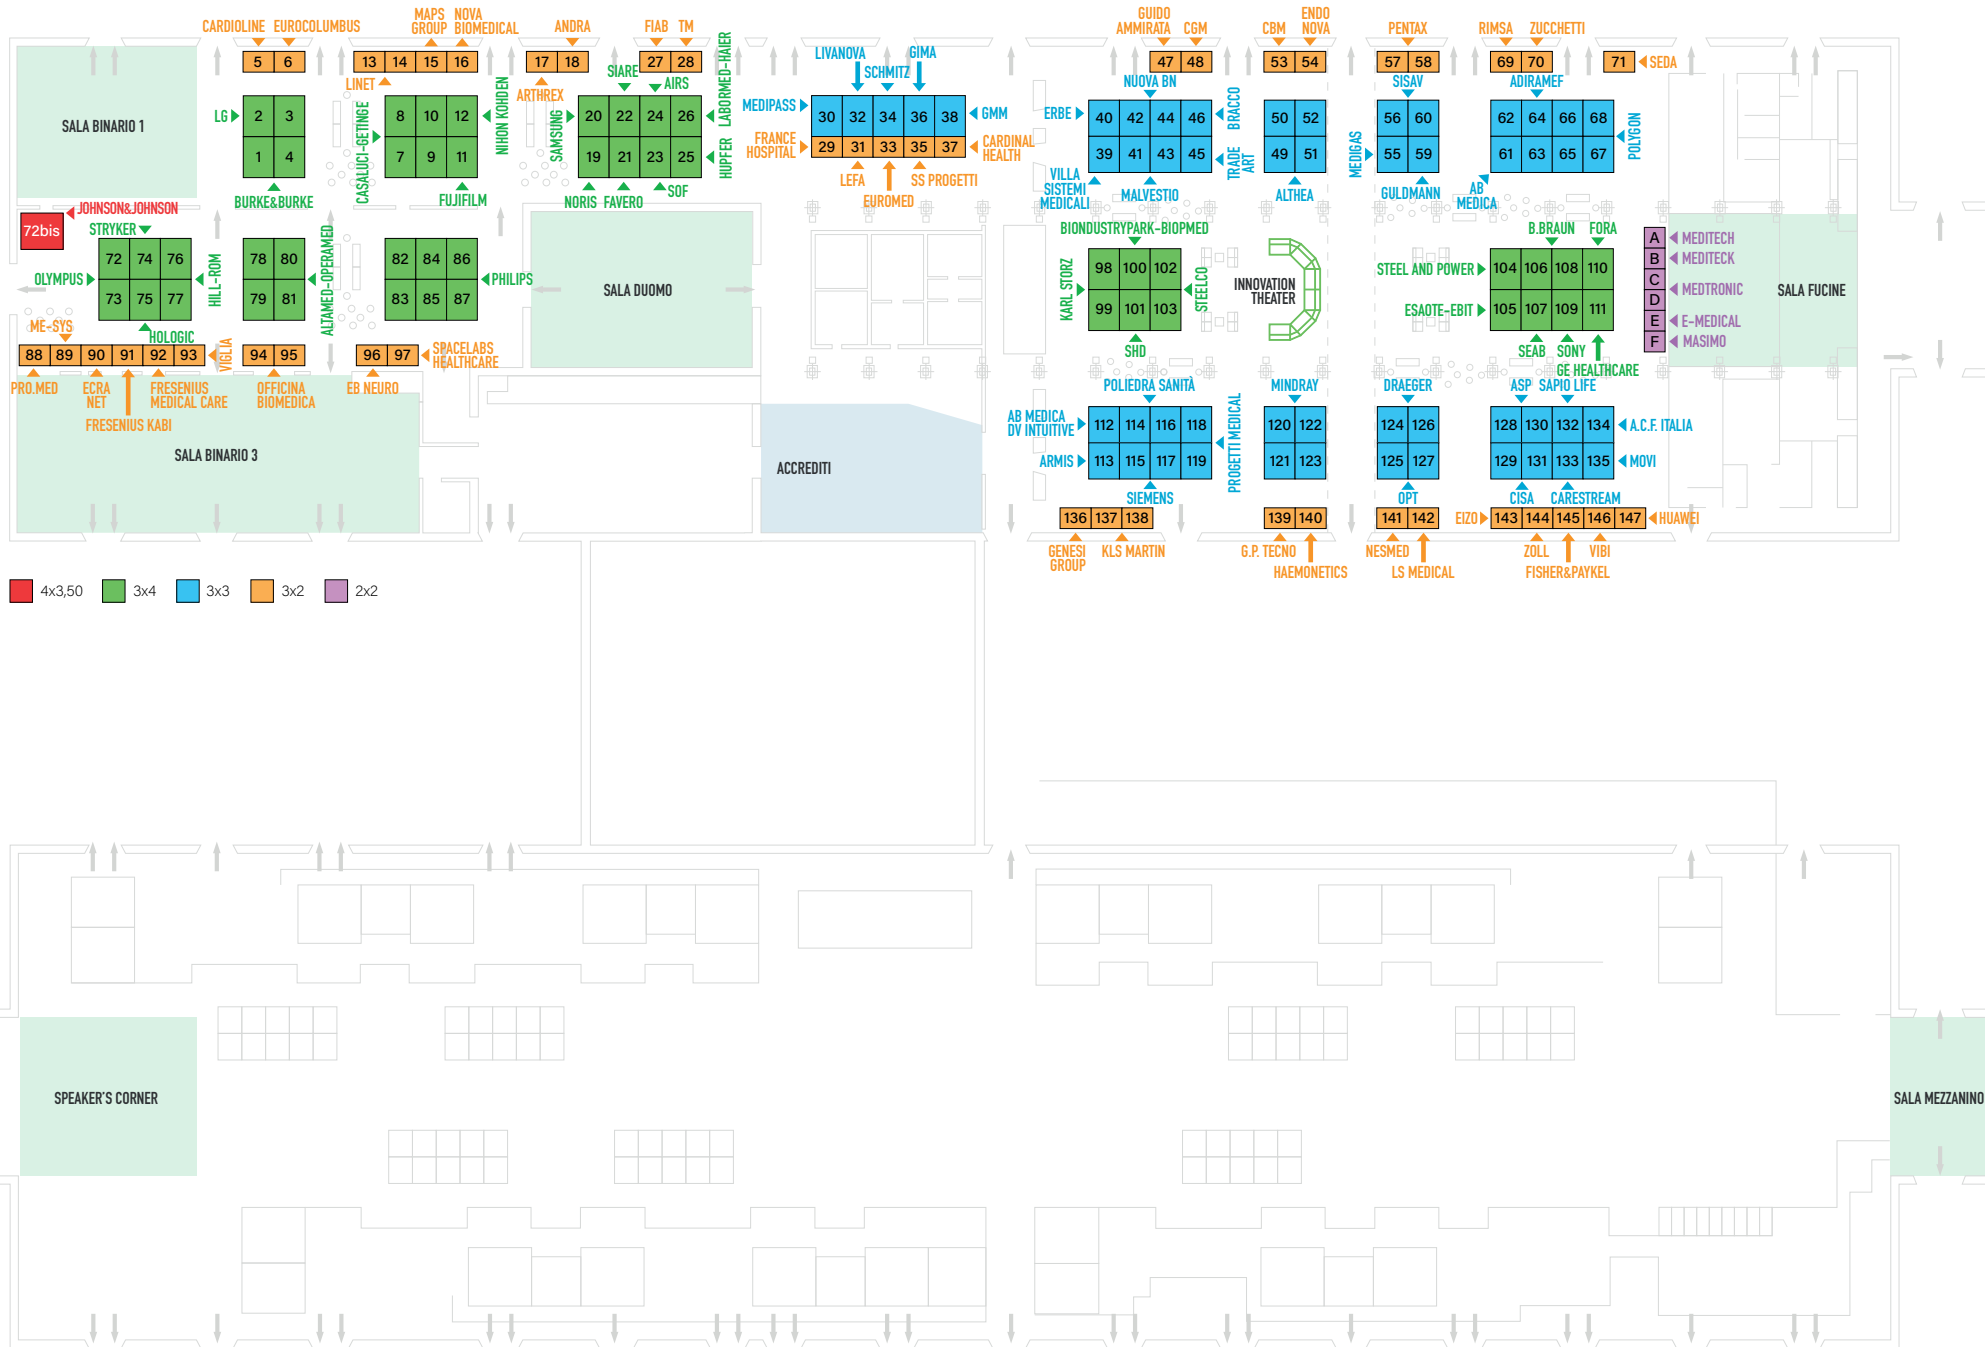 CARDIOLINE
EUROCOLUMBUS
MAPS
GROUP
NOVA
BIOMEDICAL
ANDRA
FIAB
TM
GUIDO
AMMIRATA
CGM
CBM
ENDO
NOVA
PENTAX
RIMSA
ZUCCHETTI
5 6
13 14 15 16
17 18
27 28
47 48
53 54
57 58
69 70
71
SEDA
LINET
ARTHREX
SIARE
AIRS
LABORMED-HAIER
LIVANOVA
SCHMITZ
GIMA
NUOVA BN
SISAV
ADIRAMEF
SALA BINARIO 1
LG
2 3
1 4
BURKE&BURKE
CASALUCI-GETINGE
8 10 12
7 9 11
NIHON KOHDEN
FUJIFILM
SAMSUNG
20 22 24 26
19 21 23 25
HUPFER
NORIS
FAVERO
SOF
MEDIPASS
30 32 34 36 38
GMM
FRANCE
HOSPITAL
29 31 33 35 37
CARDINAL
HEALTH
LEFA
EUROMED
SS PROGETTI
ERBE
40 42 44 46
39 41 43 45
BRACCO
TRADE
ART
VILLA
SISTEMI
MEDICALI
MALVESTIO
50 52
49 51
ALTHEA
MEDIGAS
56 60
55 59
GULDMANN
62 64 66 68
61 63 65 67
POLYGON
AB
MEDICA
JOHNSON&JOHNSON
72bis
STRYKER
OLYMPUS
72 74 76
73 75 77
HILL-ROM
HOLOGIC
78 80
79 81
ALTAMED-OPERAMED
82 84 86
83 85 87
PHILIPS
SALA DUOMO
BIONDUSTRYPARK-BIOPMED
KARL STORZ
98 100 102
99 101 103
STEELCO
SHD
INNOVATION
THEATER
B.BRAUN
FORA
STEEL AND POWER
104 106 108 110
ESAOTE-EBIT
105 107 109 111
SEAB
SONY
GE HEALTHCARE
A MEDITECH
B MEDITECK
C
MEDTRONIC
D
E E-MEDICAL
F MASIMO
SALA FUCINE
ME-SYS
88 89 90 91 92 93
VIGLIA
94 95
96 97
SPACELABS
HEALTHCARE
PRO.MED
ECRA
NET
FRESENIUS KABI
FRESENIUS
MEDICAL CARE
OFFICINA
BIOMEDICA
EB NEURO
SALA BINARIO 3
ACCREDITI
POLIEDRA SANITÀ
AB MEDICA
DV INTUITIVE
112 114 116 118
ARMIS
113 115 117 119
PROGETTI MEDICAL
SIEMENS
MINDRAY
120 122
121 123
DRAEGER
124 126
125 127
OPT
ASP
SAPIO LIFE
128 130 132 134
A.C.F. ITALIA
129 131 133 135
MOVI
CISA
CARESTREAM
136 137 138
139 140
141 142
EIZO
143 144 145 146 147
HUAWEI
GENESI
GROUP
KLS MARTIN
G.P. TECNO
HAEMONETICS
NESMED
LS MEDICAL
ZOLL
FISHER&PAYKEL
VIBI
4x3,50
3x4
3x3
3x2
2x2
SPEAKER'S CORNER
SALA MEZZANINO